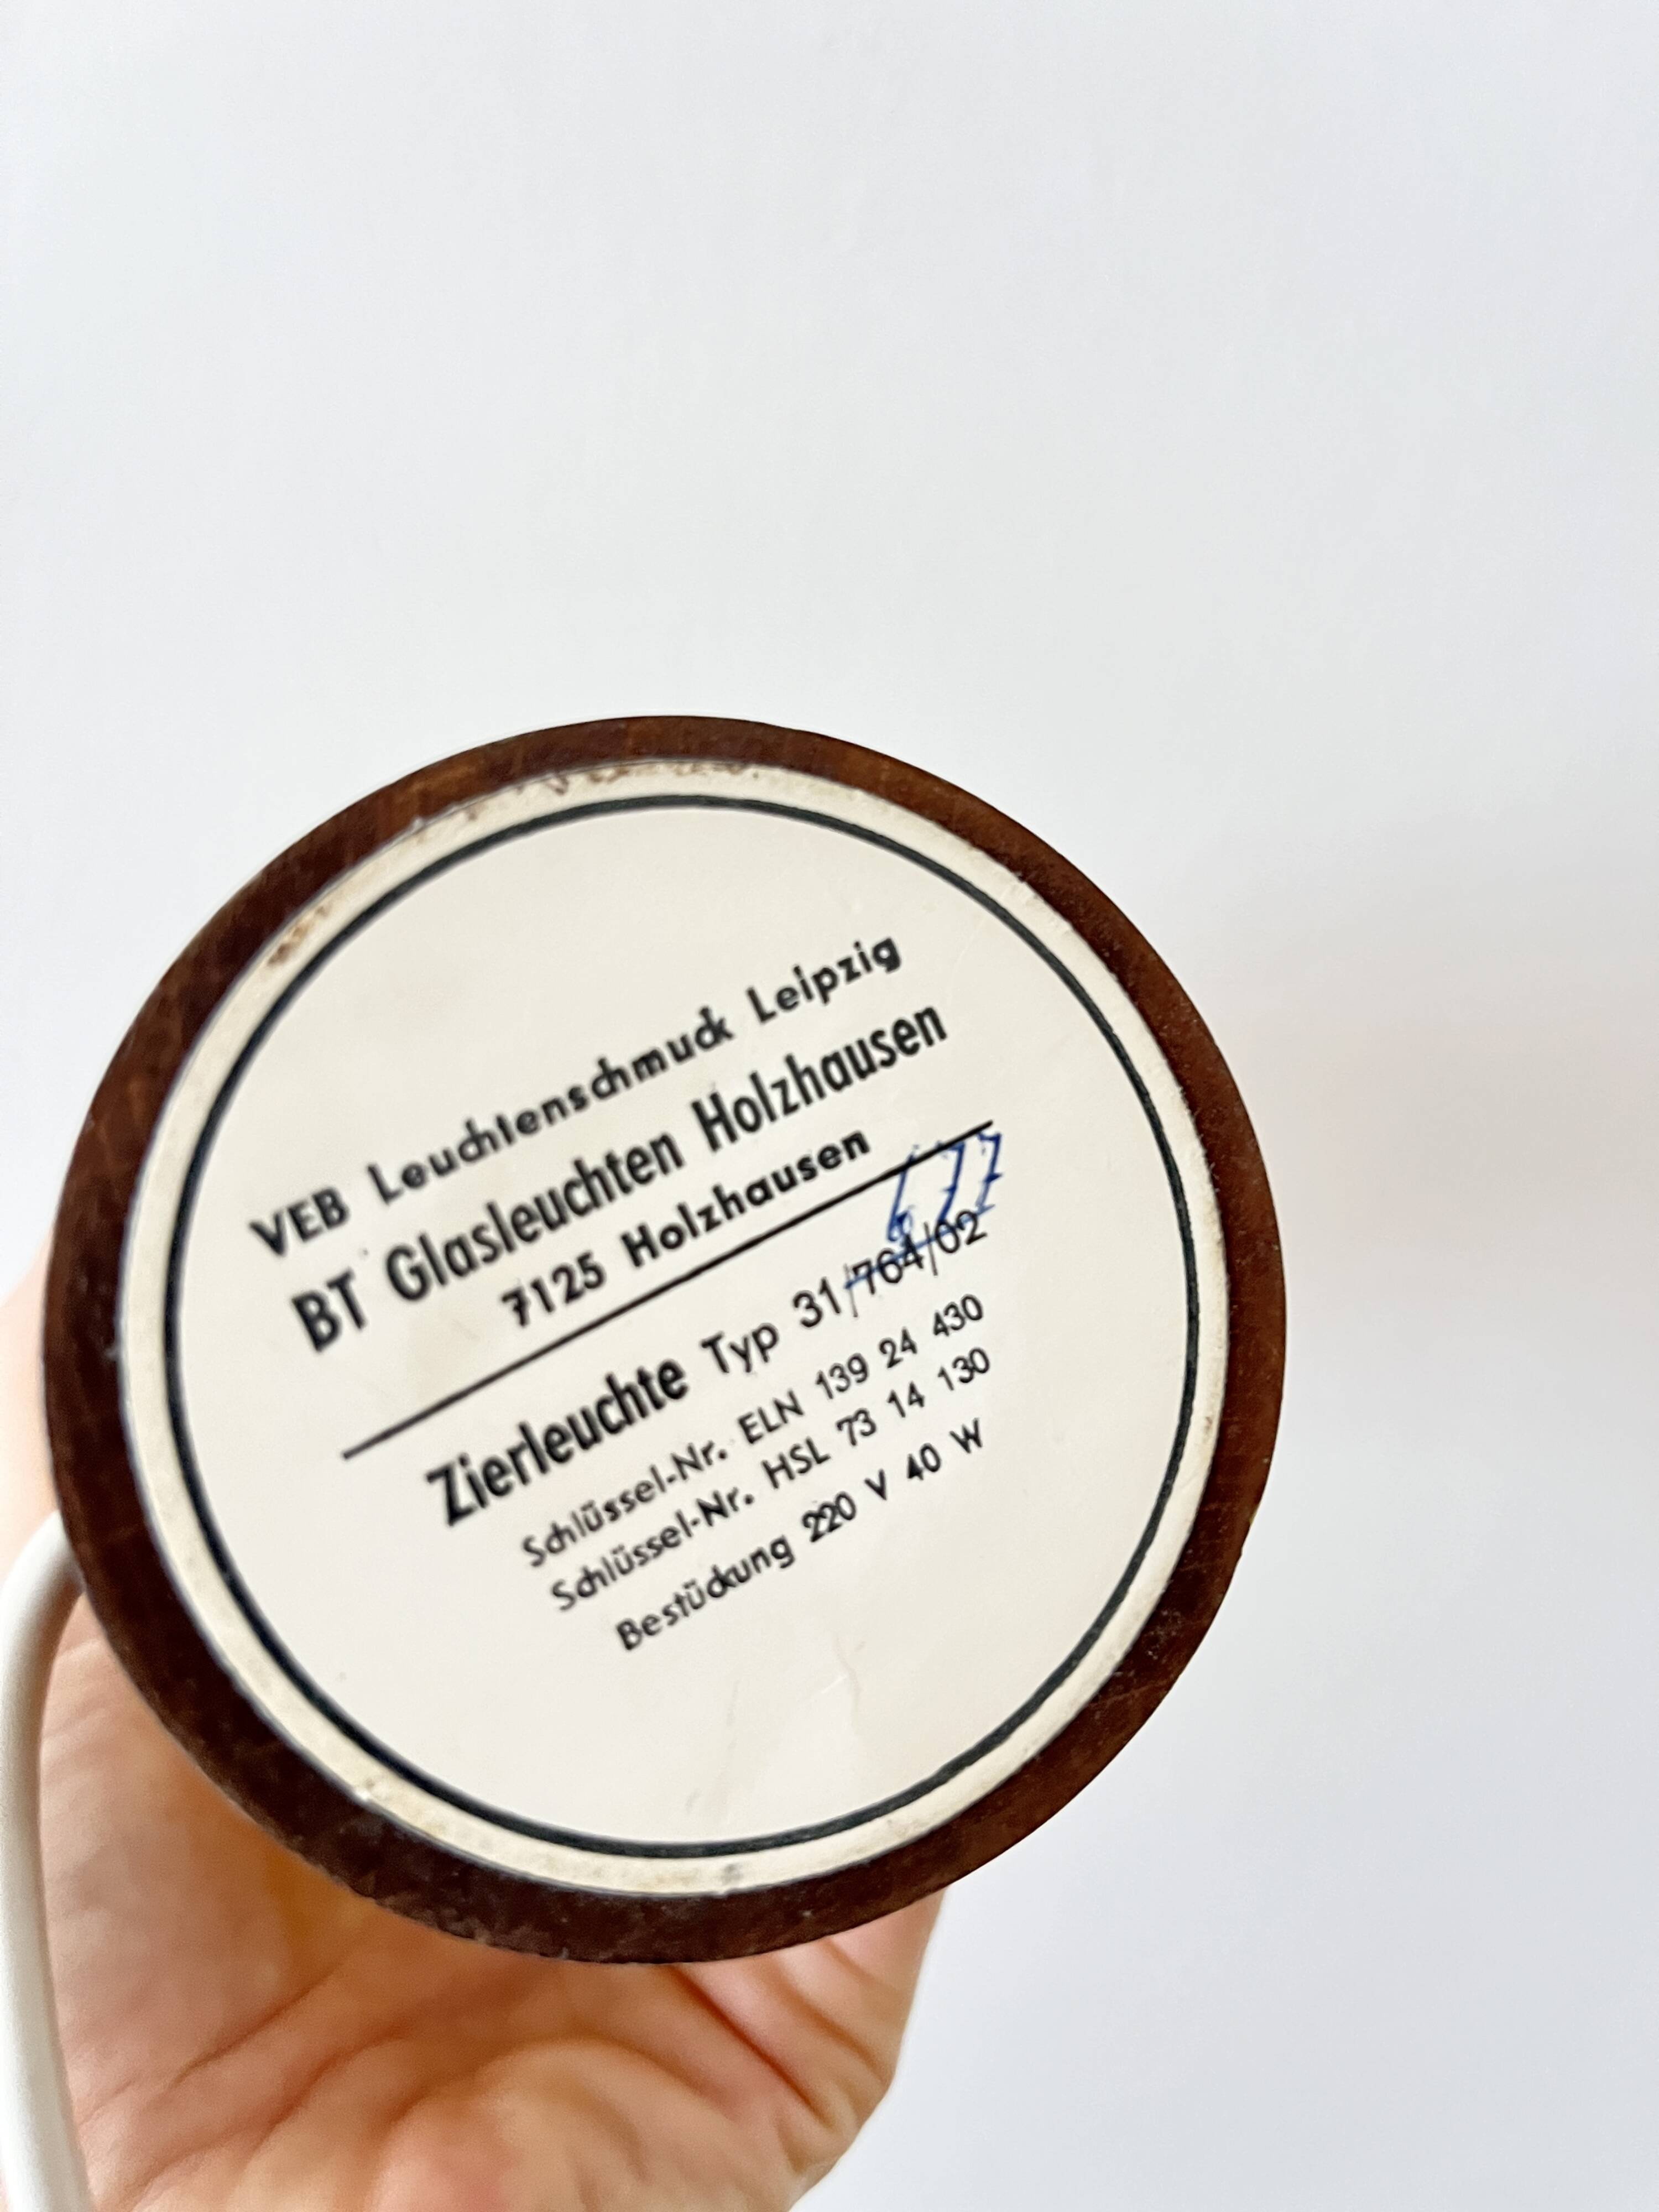 VEB Leuchtenschmuck Leipzig
BT Glasleuchten Holzhausen
7125 Holzhausen
677
Zierleuchte Typ 31/764/02
Schlüssel-Nr. ELN 139 24 430
Schlüssel-Nr. HSL 73 14 130
Bestückung 220 V 40 W